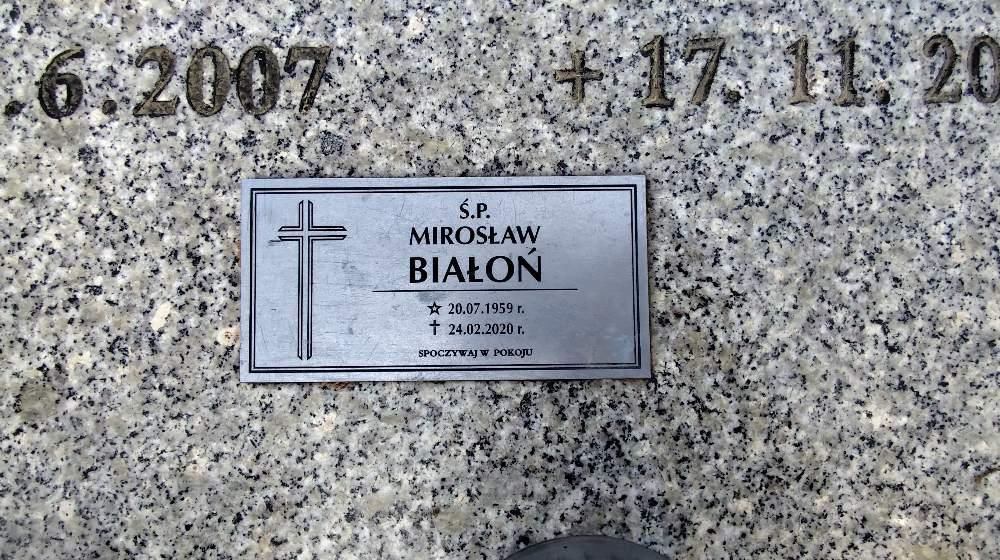 .6.2007 + 17.11.20
Ś.P.
MIROSŁAW
BIAŁOŃ
☆ 20.07.1959 r.
✝ 24.02.2020 r.
SPOCZYWAJ W POKOJU